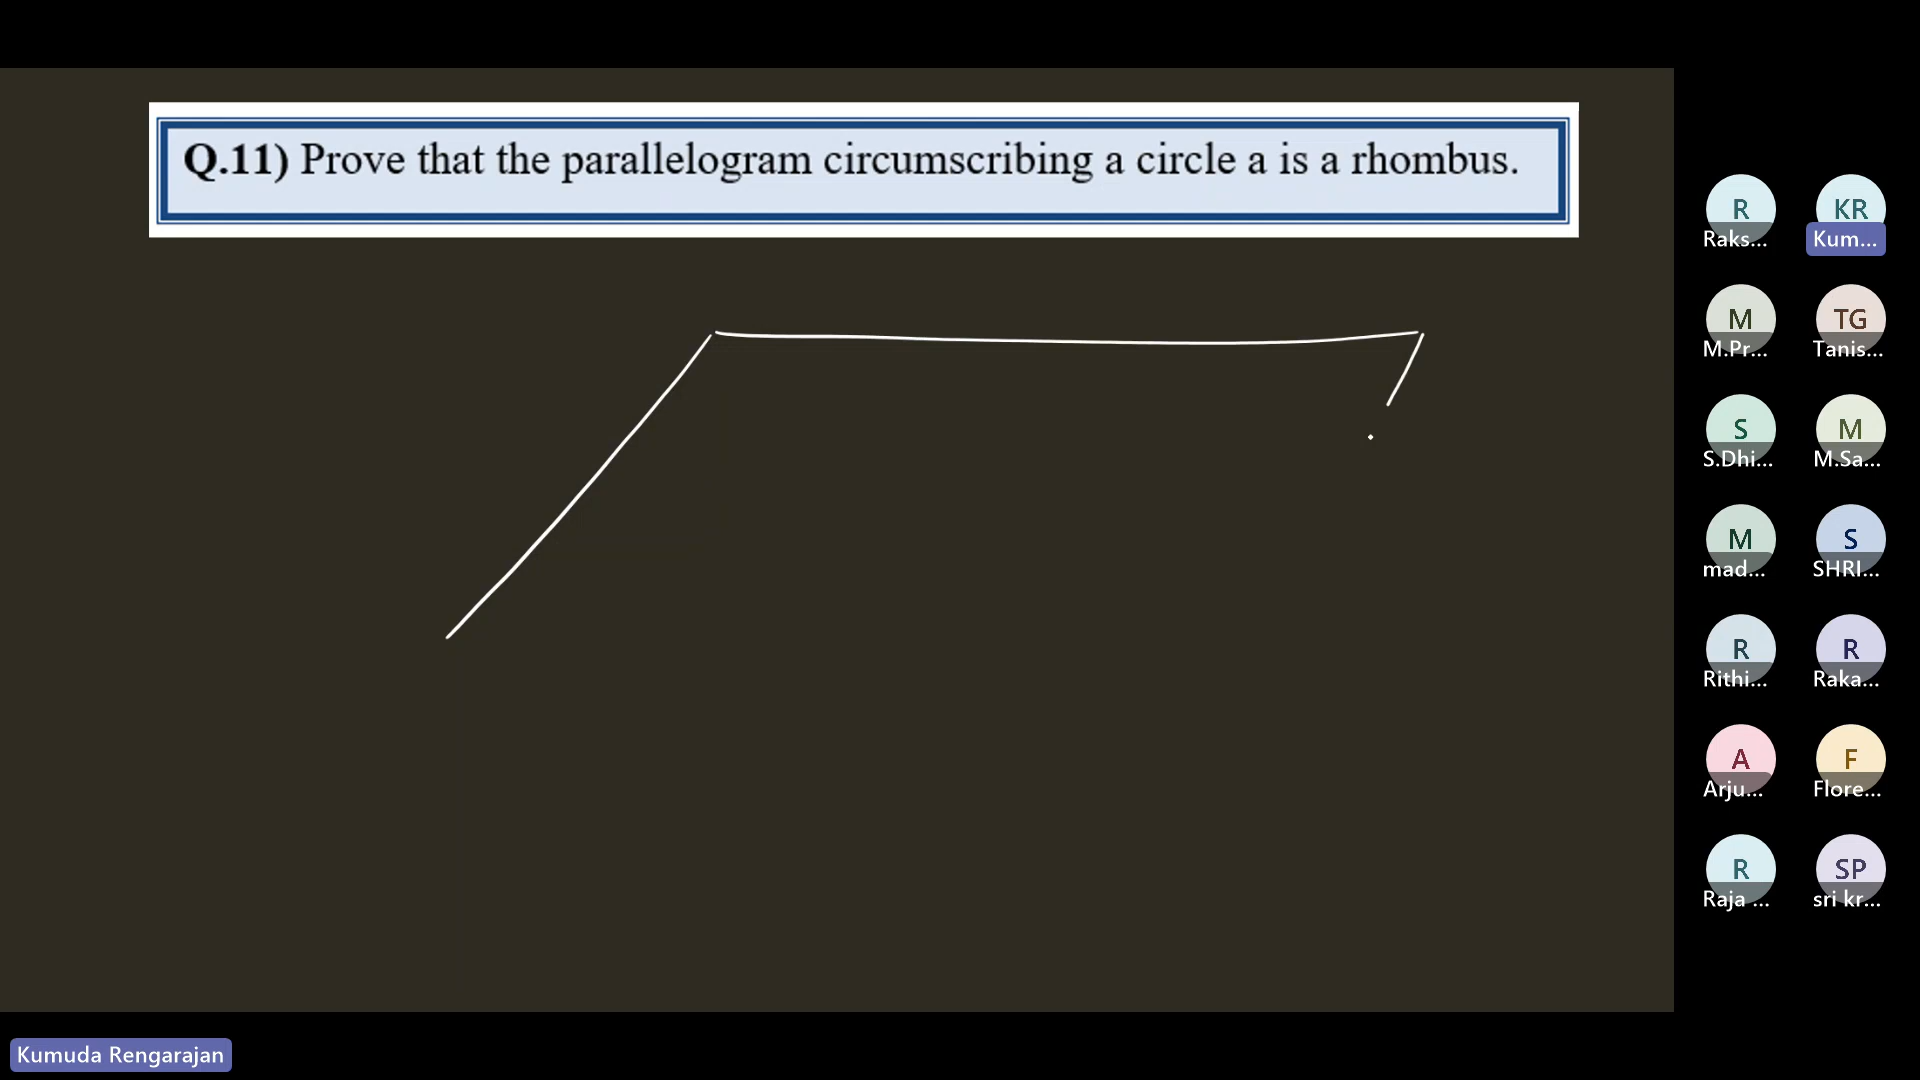 Q.11) Prove that the parallelogram circumscribing a circle a is a rhombus.
R
Raks...
KR
Kum...
M
M.Pr...
TG
Tanis...
S
S.Dhi...
M
M.Sa...
M
mad...
S
SHRI...
R
Rithi...
R
Raka...
A
Arju...
F
Flore...
R
Raja ...
SP
sri kr...
Kumuda Rengarajan